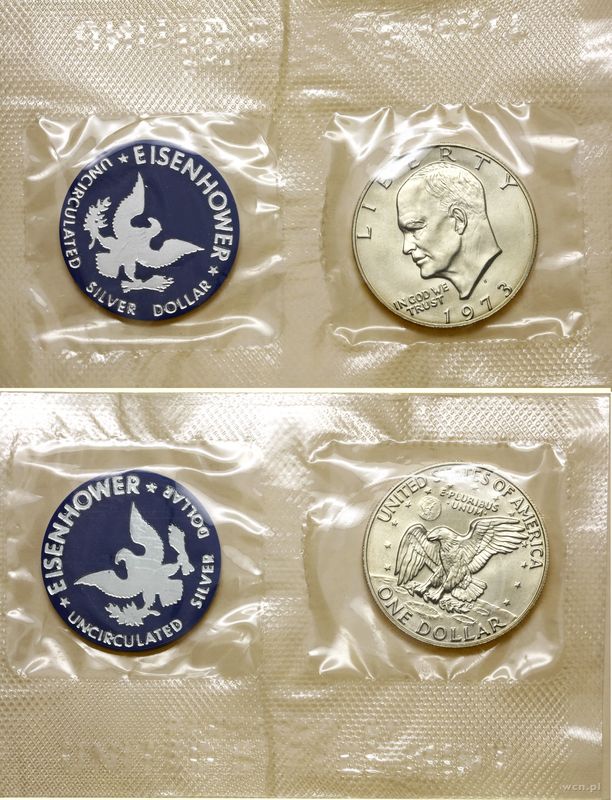 EISENHOWER
UNCIRCULATED SILVER DOLLAR
LIBERTY
IN GOD WE
TRUST
S
1973
EISENHOWER
UNCIRCULATED SILVER DOLLAR
UNITED STATES OF AMERICA
E·PLURIBUS
UNUM
ONE DOLLAR
wcn.pl